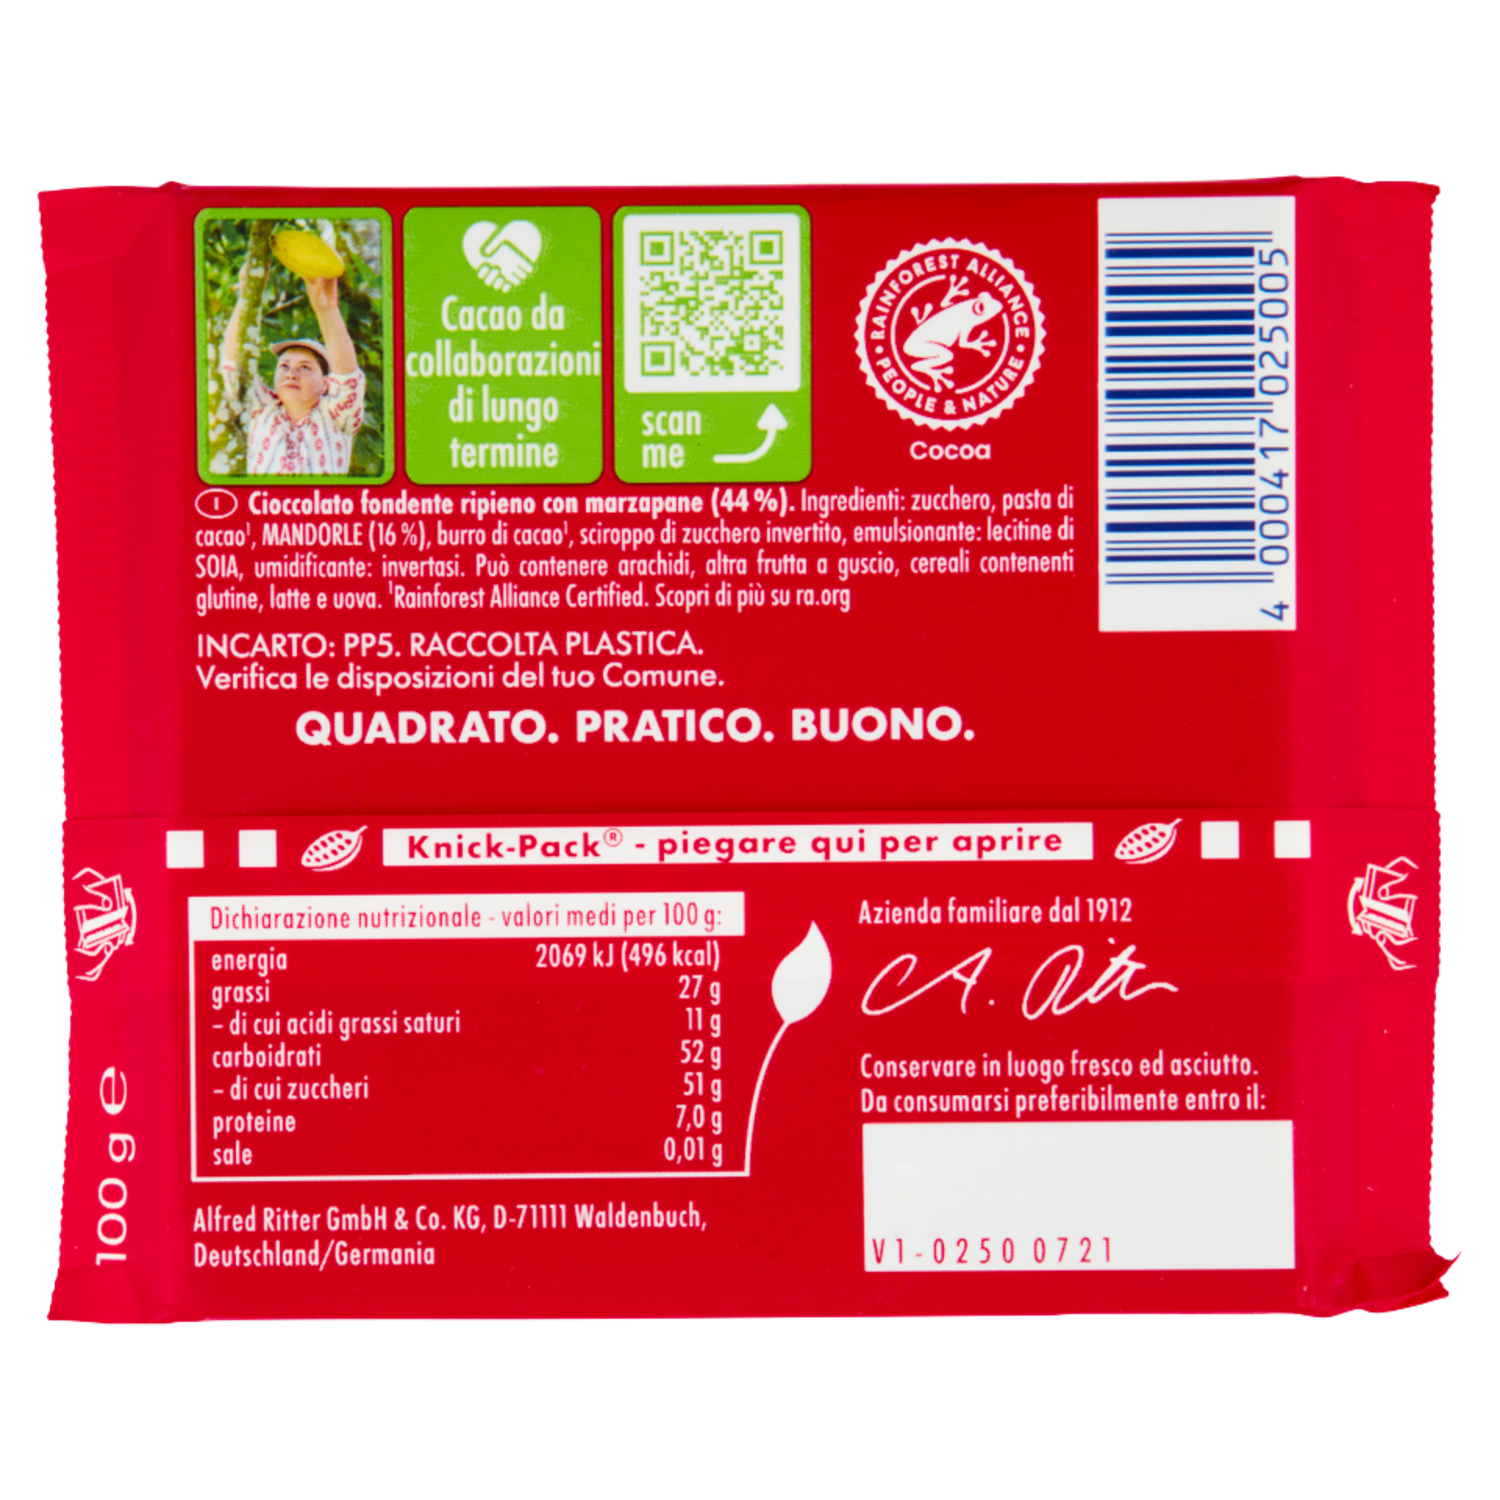 Cacao da
collaborazioni
di lungo
termine
scan
me
RAINFOREST ALLIANCE
PEOPLE & NATURE
Cocoa
4 000417 025005
I Cioccolato fondente ripieno con marzapane (44 %). Ingredienti: zucchero, pasta di
cacao¹, MANDORLE (16 %), burro di cacao¹, sciroppo di zucchero invertito, emulsionante: lecitine di
SOIA, umidificante: invertasi. Può contenere arachidi, altra frutta a guscio, cereali contenenti
glutine, latte e uova. ¹Rainforest Alliance Certified. Scopri di più su ra.org
INCARTO: PP5. RACCOLTA PLASTICA.
Verifica le disposizioni del tuo Comune.
QUADRATO. PRATICO. BUONO.
Knick-Pack® - piegare qui per aprire
Dichiarazione nutrizionale - valori medi per 100 g:
energia 2069 kJ (496 kcal)
grassi 27 g
- di cui acidi grassi saturi 11 g
carboidrati 52 g
- di cui zuccheri 51 g
proteine 7,0 g
sale 0,01 g
Alfred Ritter GmbH & Co. KG, D-71111 Waldenbuch,
Deutschland/Germania
100 g e
Azienda familiare dal 1912
A. Ritter
Conservare in luogo fresco ed asciutto.
Da consumarsi preferibilmente entro il:
V1-0250 0721